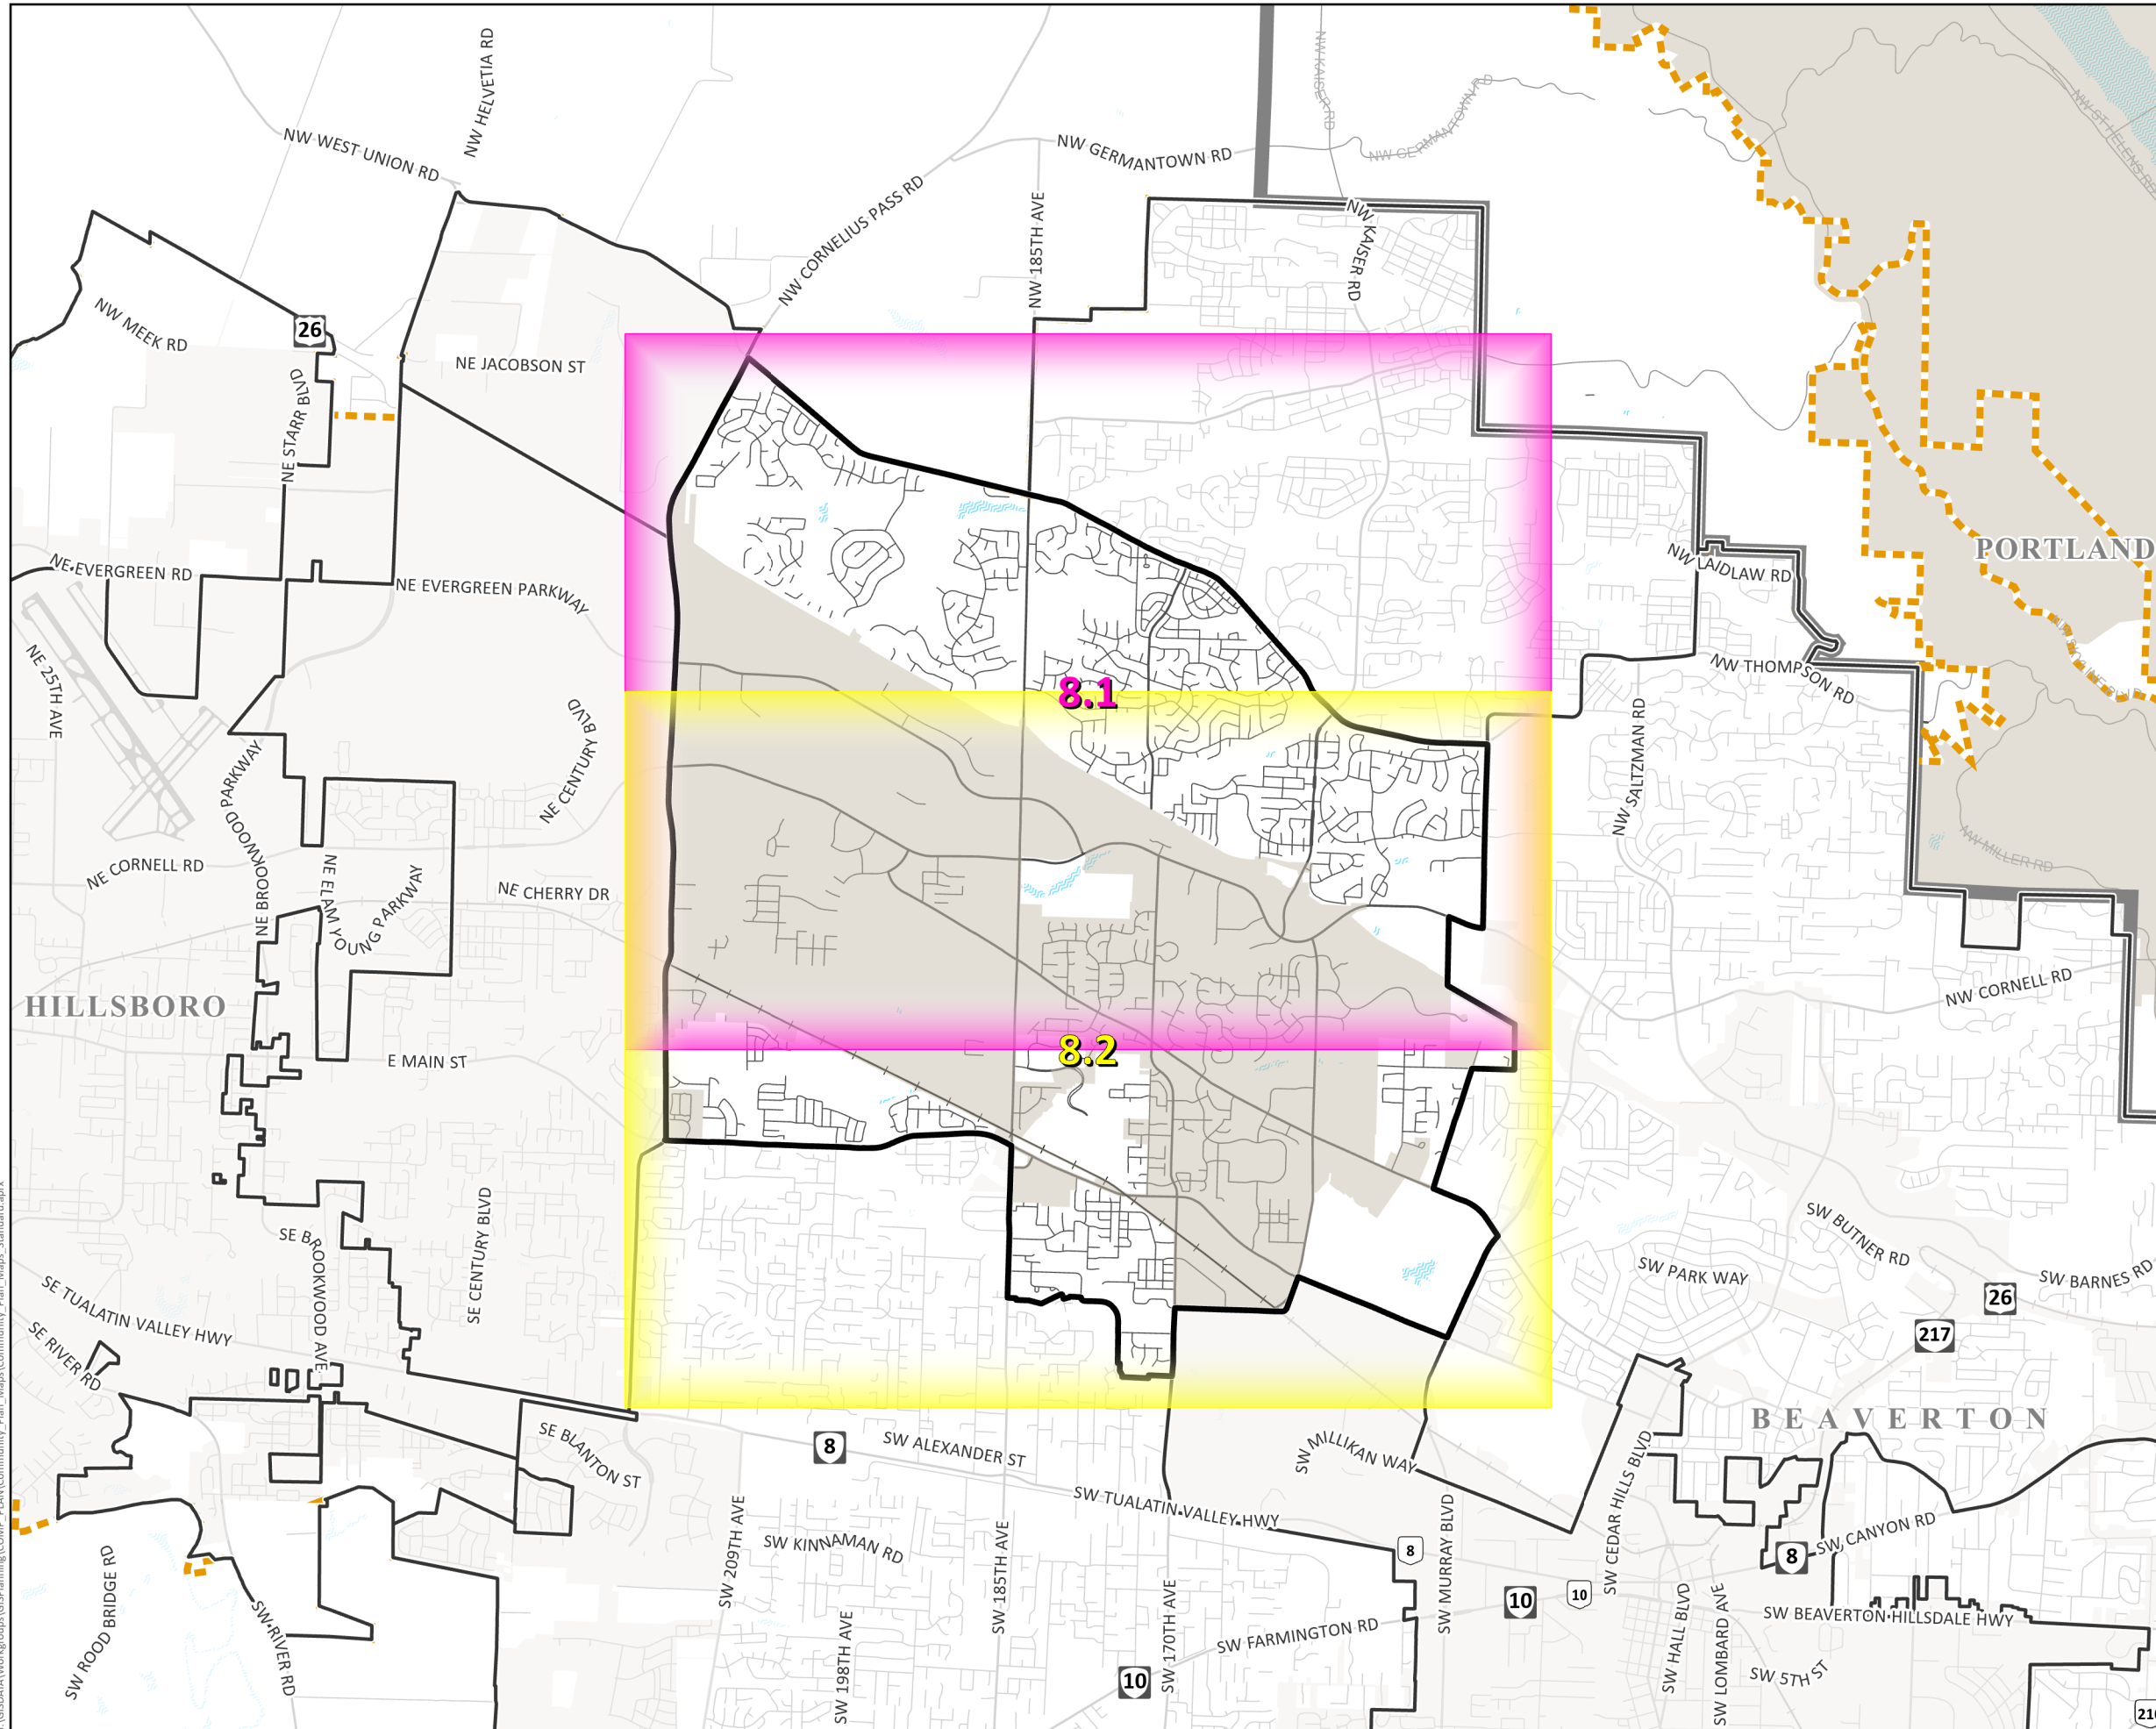 NW HELVETIA RD
NW KAISER RD
NW GERMANTOWN RD
NW ST HELENS RD
NW WEST UNION RD
NW GERMANTOWN RD
NW CORNELIUS PASS RD
NW 185TH AVE
NW KAISER RD
NW MEEK RD
26
NE JACOBSON ST
NE STARR BLVD
NE EVERGREEN RD
NE EVERGREEN PARKWAY
PORTLAND
NW LAIDLAW RD
NW THOMPSON RD
NE 25TH AVE
8.1
NE CENTURY BLVD
NW SALTZMAN RD
NE BROOKWOOD PARKWAY
NW MILLER RD
NE CORNELL RD
NE ELAM YOUNG PARKWAY
NE CHERRY DR
NW CORNELL RD
HILLSBORO
E MAIN ST
8.2
SE BROOKWOOD AVE
SE CENTURY BLVD
SW BUTNER RD
SW PARK WAY
SW BARNES RD
26
217
SE TUALATIN VALLEY HWY
SE RIVER RD
BEAVERTON
SE BLANTON ST
8
SW ALEXANDER ST
SW MILLIKAN WAY
SW CEDAR HILLS BLVD
SW TUALATIN VALLEY HWY
SW 209TH AVE
SW KINNAMAN RD
SW 185TH AVE
SW MURRAY BLVD
8
8
SW CANYON RD
SW ROOD BRIDGE RD
SW RIVER RD
SW 198TH AVE
SW 170TH AVE
SW FARMINGTON RD
10
10
10
SW HALL BLVD
SW LOMBARD AVE
SW BEAVERTON HILLSDALE HWY
SW 5TH ST